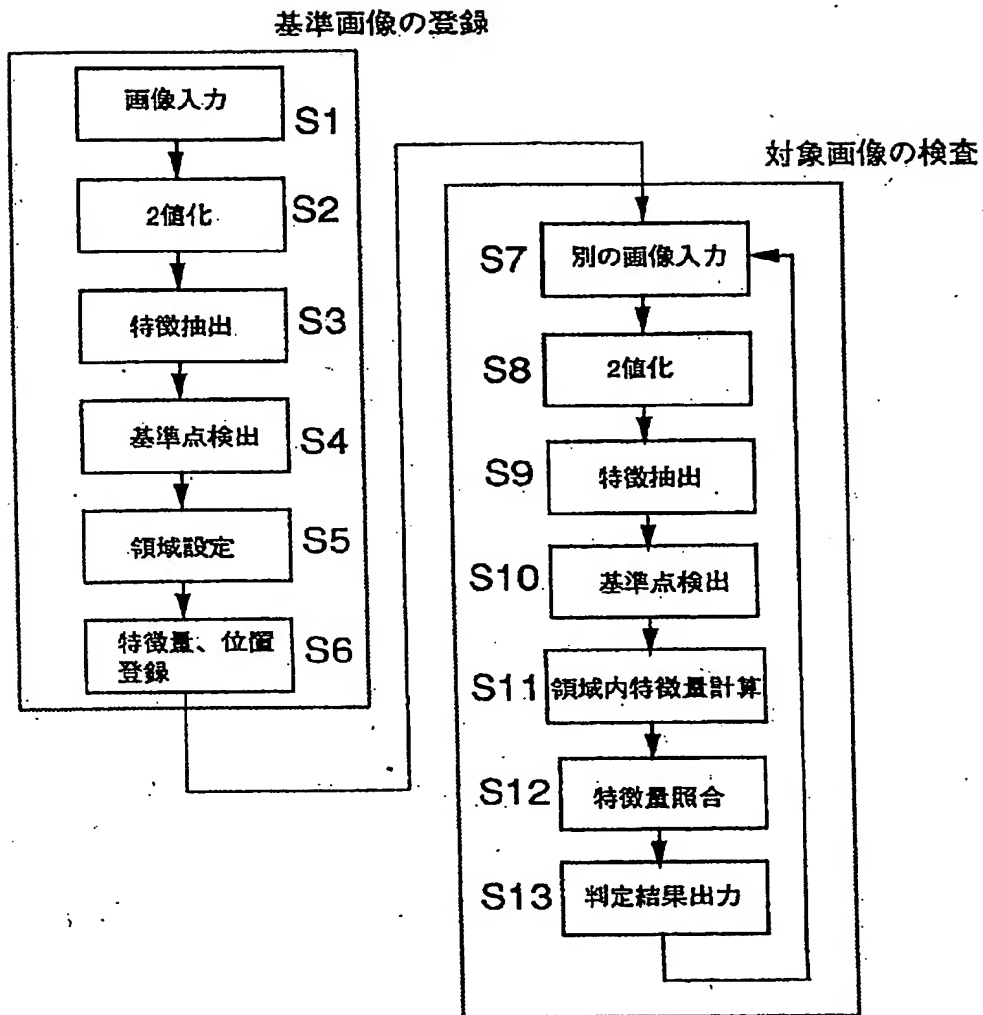 基準画像の登録
画像入力
S1
2値化
S2
特徴抽出
S3
基準点検出
S4
領域設定
S5
特徴量、位置
登録
S6
対象画像の検査
S7
別の画像入力
S8
2値化
S9
特徴抽出
S10
基準点検出
S11
領域内特徴量計算
S12
特徴量照合
S13
判定結果出力